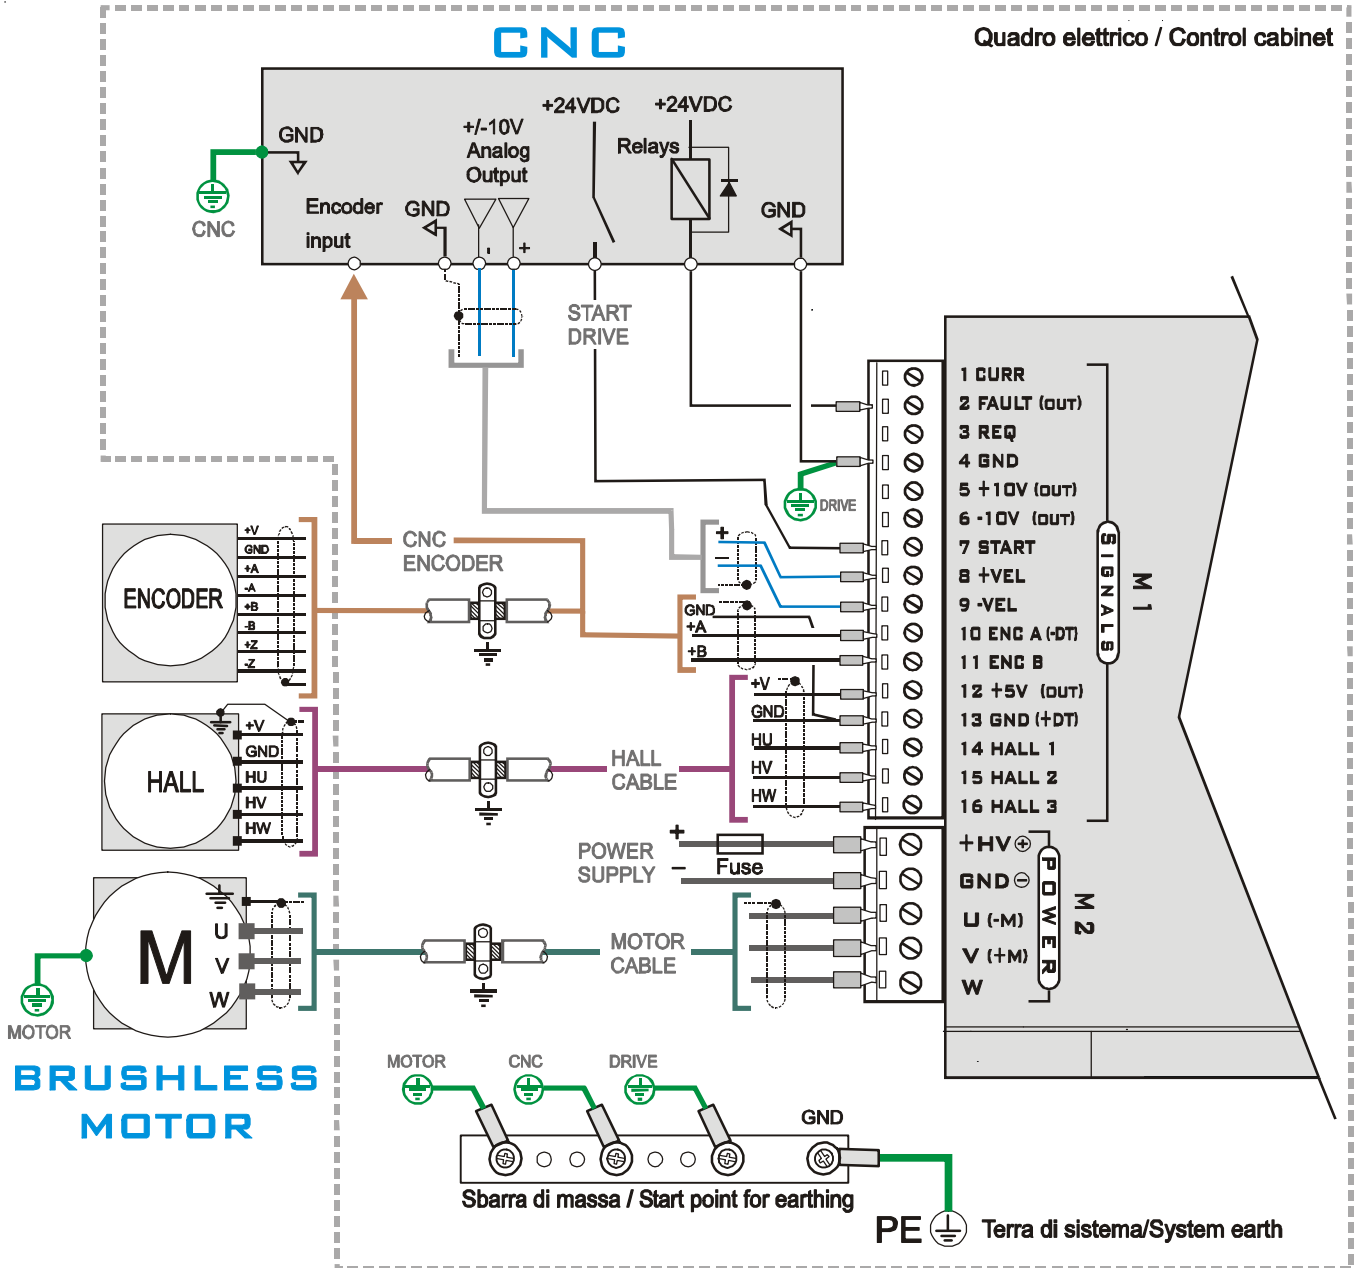 CNC
Quadro elettrico / Control cabinet
GND
+/-10V
Analog
Output
+24VDC
+24VDC
Relays
Encoder
input
GND
GND
-
+
CNC
START
DRIVE
1 CURR
2 FAULT (OUT)
3 REQ
4 GND
5 +10V (OUT)
6 -10V (OUT)
7 START
8 +VEL
9 -VEL
10 ENC A (-DT)
11 ENC B
12 +5V (OUT)
13 GND (+DT)
14 HALL 1
15 HALL 2
16 HALL 3
SIGNALS
M 1
DRIVE
ENCODER
+V
GND
+A
-A
+B
-B
+Z
-Z
CNC
ENCODER
+
−
GND
+A
+B
HALL
+V
GND
HU
HV
HW
HALL
CABLE
+V
GND
HU
HV
HW
POWER
SUPPLY
+
−
Fuse
+HV +
GND −
U (-M)
V (+M)
W
POWER
M 2
M
U
V
W
MOTOR
CABLE
MOTOR
BRUSHLESS
MOTOR
MOTOR
CNC
DRIVE
GND
Sbarra di massa / Start point for earthing
PE
Terra di sistema/System earth